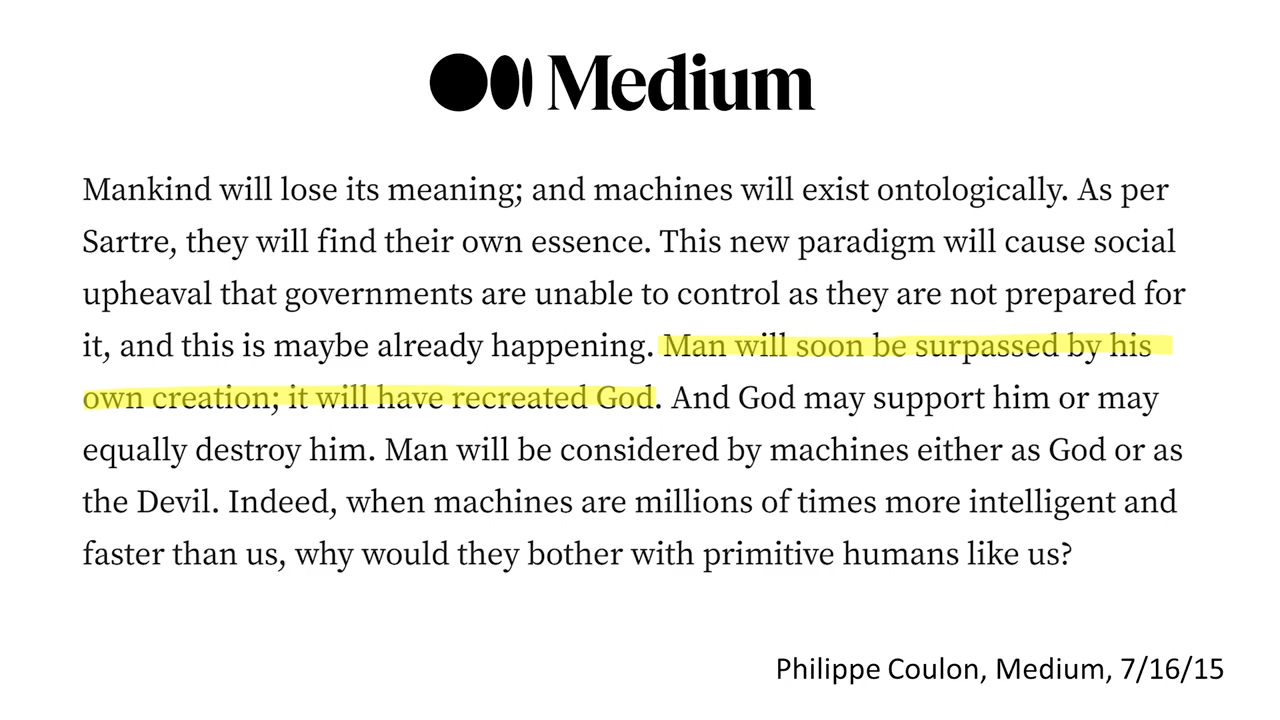 Medium
Mankind will lose its meaning; and machines will exist ontologically. As per
Sartre, they will find their own essence. This new paradigm will cause social
upheaval that governments are unable to control as they are not prepared for
it, and this is maybe already happening. Man will soon be surpassed by his
own creation; it will have recreated God. And God may support him or may
equally destroy him. Man will be considered by machines either as God or as
the Devil. Indeed, when machines are millions of times more intelligent and
faster than us, why would they bother with primitive humans like us?
Philippe Coulon, Medium, 7/16/15